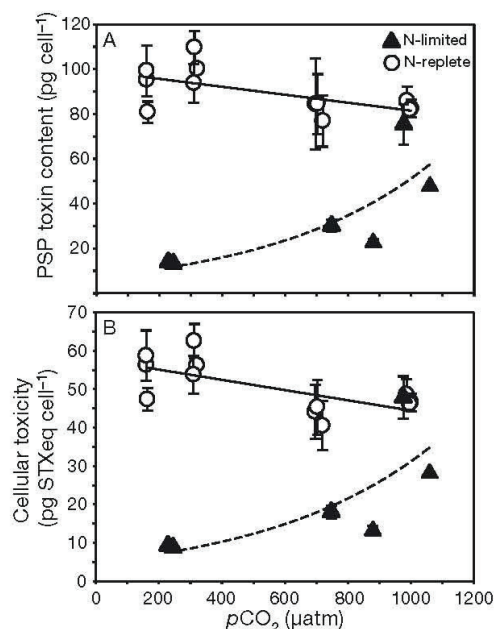 A
▲ N-limited
○ N-replete
PSP toxin content (pg cell⁻¹)
120
100
80
60
40
20
0
B
Cellular toxicity
(pg STXeq cell⁻¹)
70
60
50
40
30
20
10
0
0 200 400 600 800 1000 1200
pCO₂ (µatm)